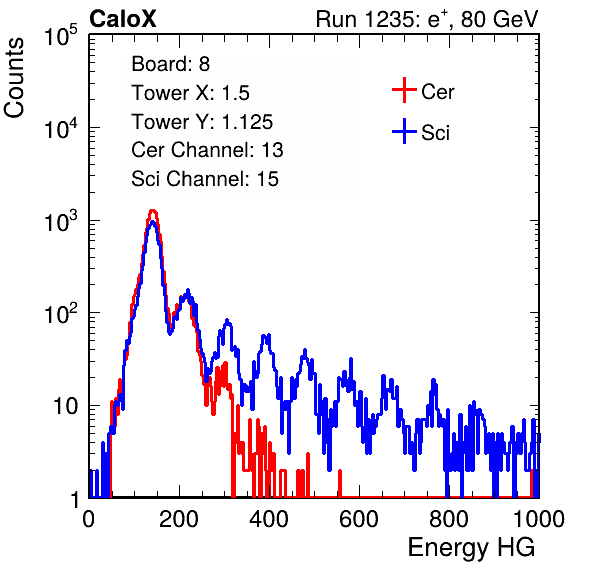 CaloX Run 1235: e⁺, 80 GeV
Counts
Board: 8
Tower X: 1.5
Tower Y: 1.125
Cer Channel: 13
Sci Channel: 15
Cer
Sci
10⁵
10⁴
10³
10²
10
1
0 200 400 600 800 1000
Energy HG